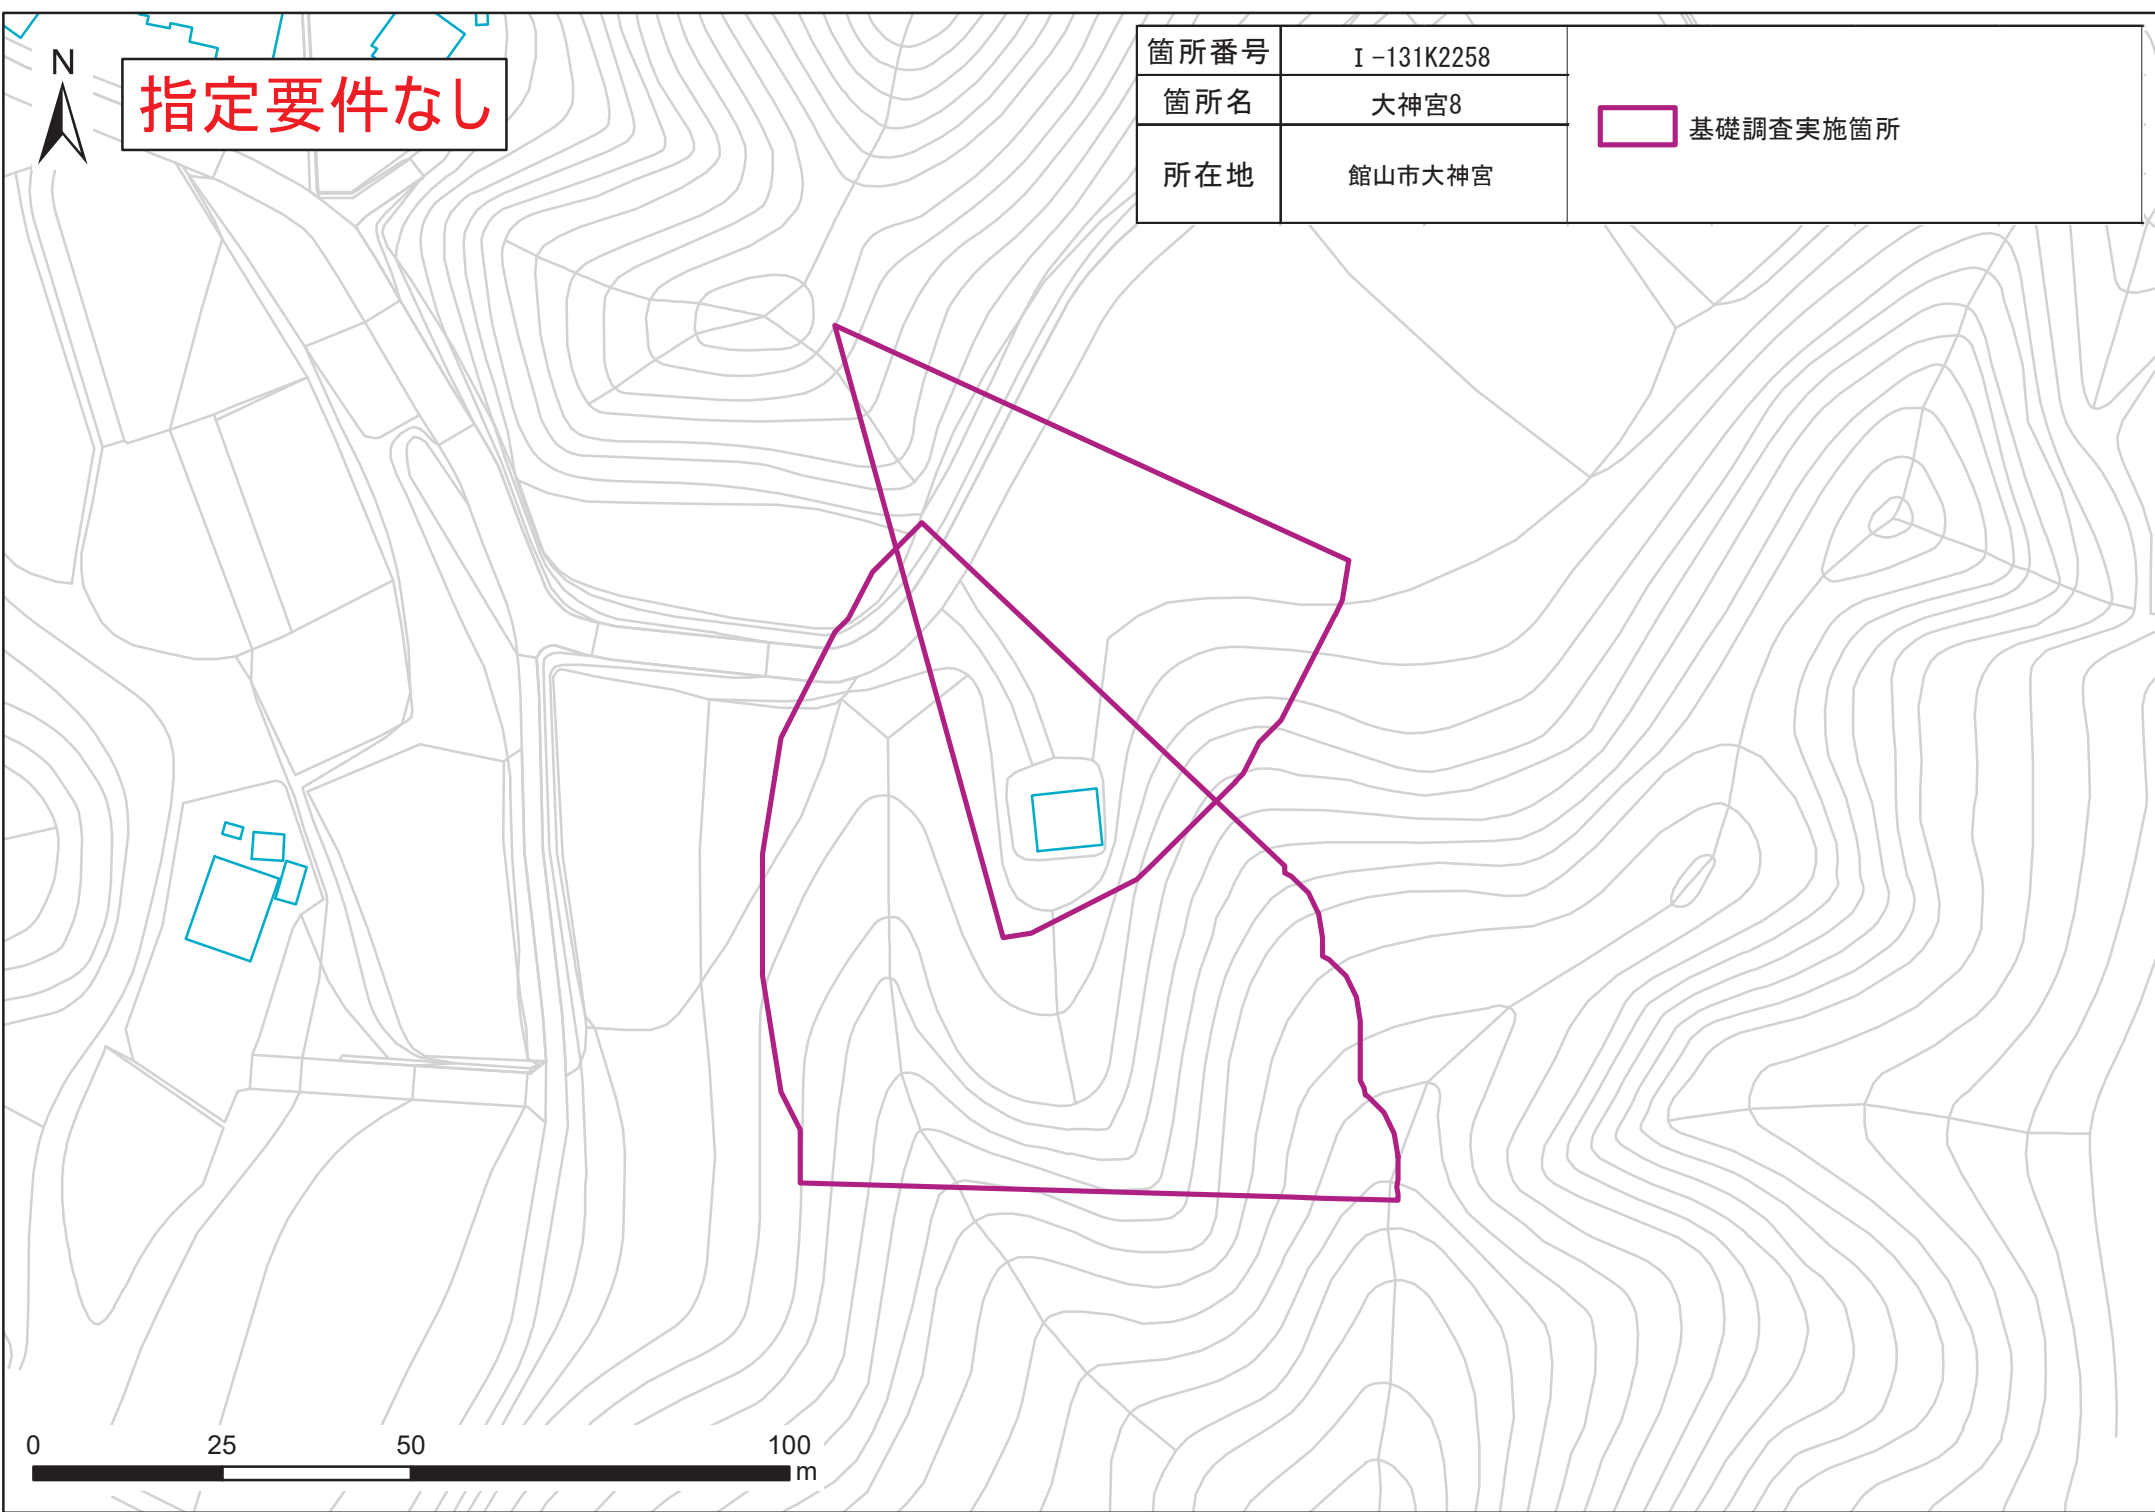 N
指定要件なし
箇所番号 Ⅰ-131K2258
箇所名 大神宮8
所在地 館山市大神宮
基礎調査実施箇所
0 25 50 100
m